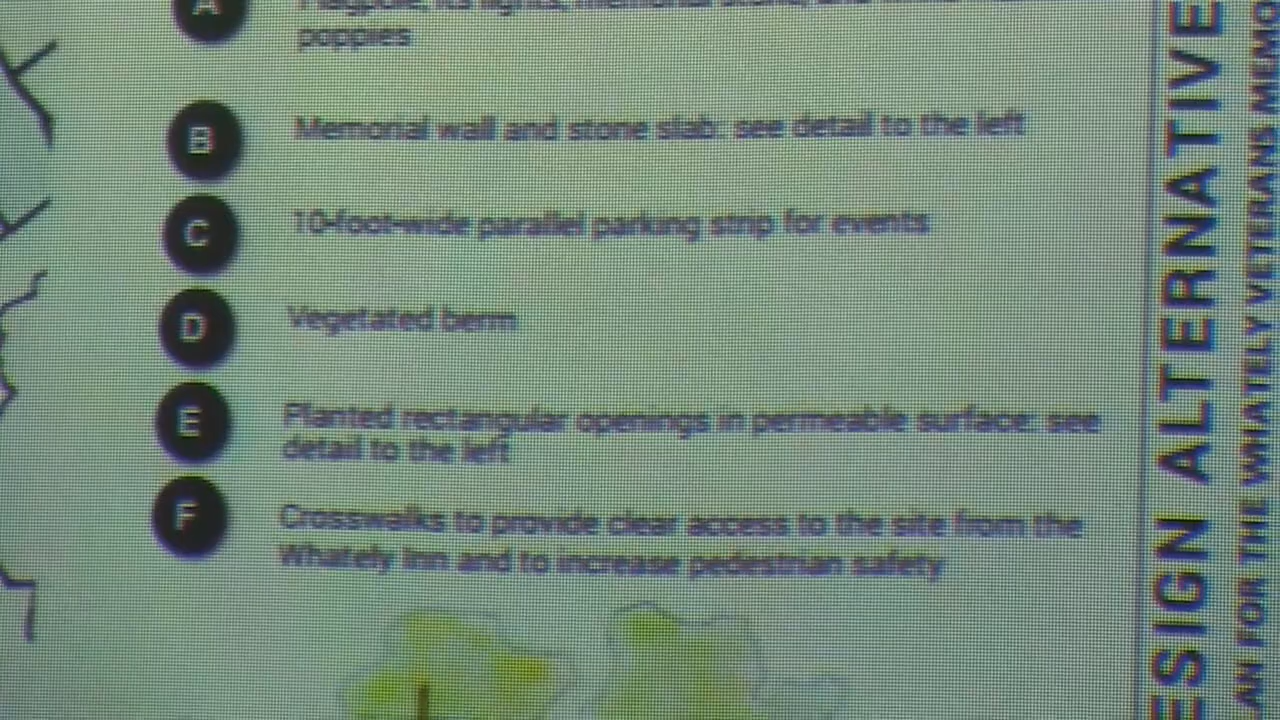 A
poppies
B Memorial wall and stone slab: see detail to the left
C 10-foot-wide parallel parking strip for events
D Vegetated berm
E Planted rectangular openings in permeable surface: see
detail to the left
F Crosswalks to provide clear access to the site from the
Whately Inn and to increase pedestrian safety
ESIGN ALTERNATIVE
AN FOR THE WHATELY VETERANS MEMO